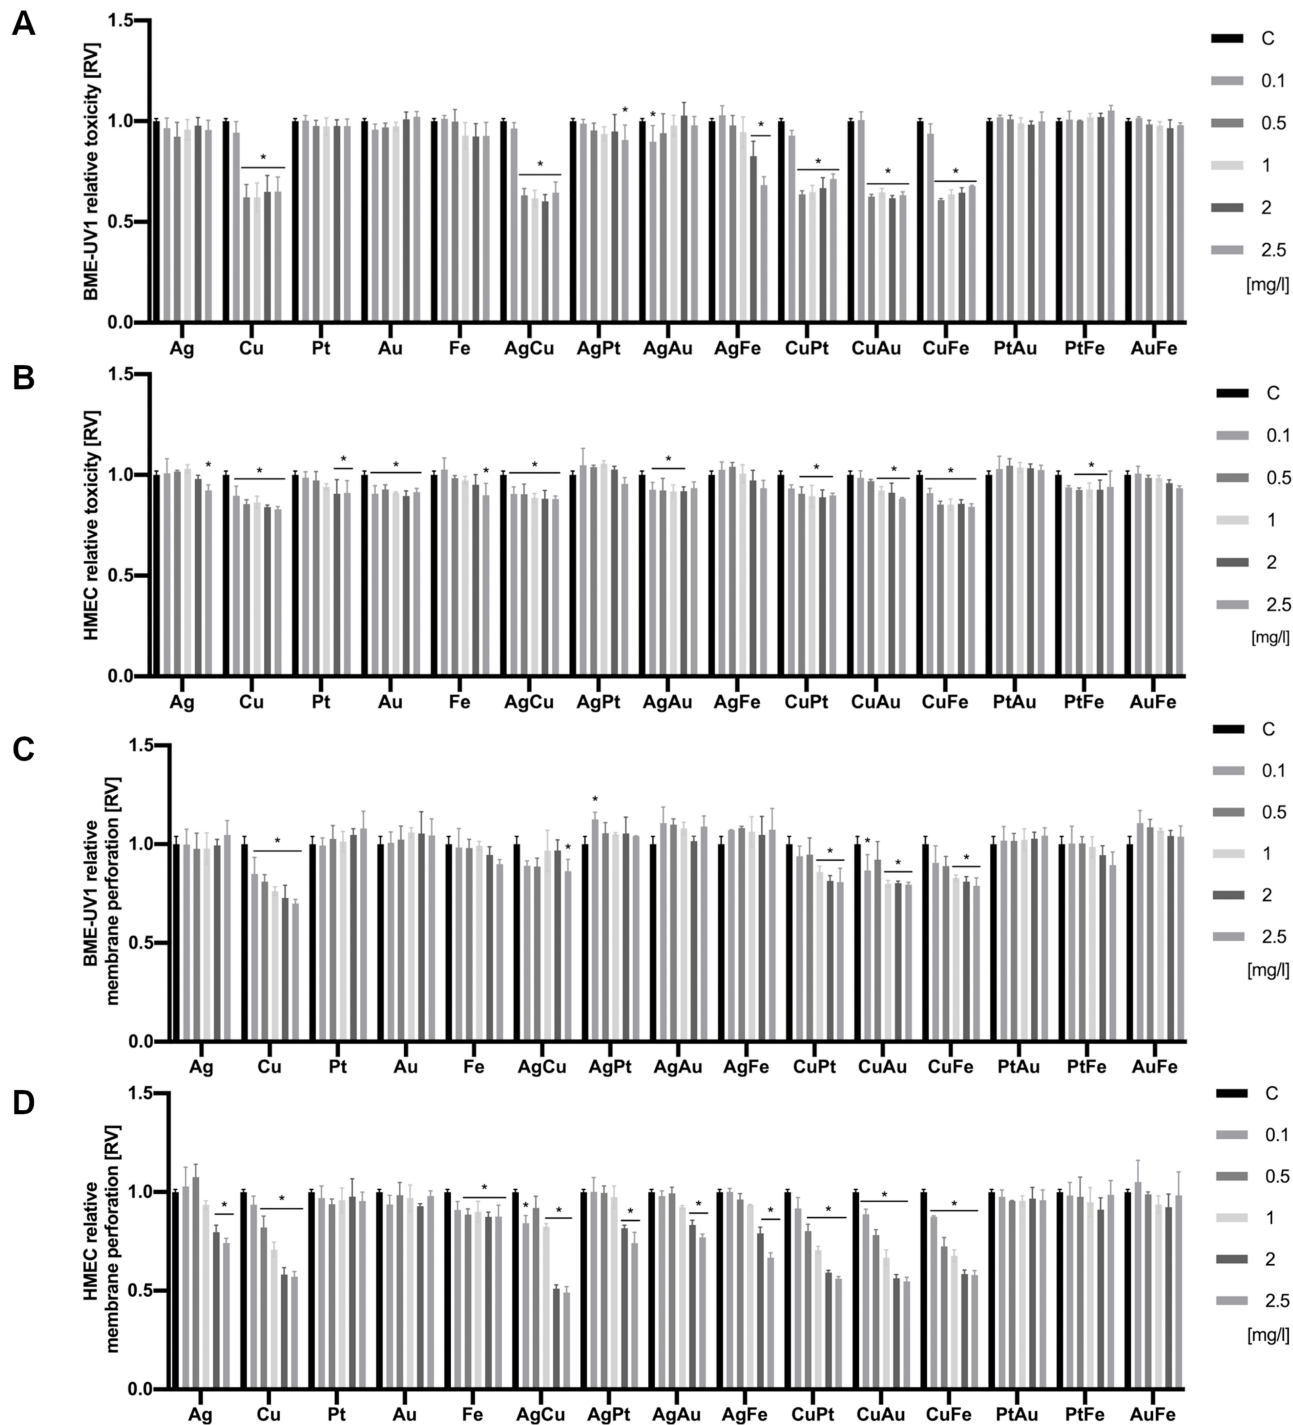 A
BME-UV1 relative toxicity [RV]
1.5
1.0
0.5
0.0
* * * * * * * *
Ag Cu Pt Au Fe AgCu AgPt AgAu AgFe CuPt CuAu CuFe PtAu PtFe AuFe
C
0.1
0.5
1
2
2.5
[mg/l]
B
HMEC relative toxicity [RV]
1.5
1.0
0.5
0.0
* * * * * * * * * * *
Ag Cu Pt Au Fe AgCu AgPt AgAu AgFe CuPt CuAu CuFe PtAu PtFe AuFe
C
0.1
0.5
1
2
2.5
[mg/l]
C
BME-UV1 relative
membrane perforation [RV]
1.5
1.0
0.5
0.0
* * * * * * *
Ag Cu Pt Au Fe AgCu AgPt AgAu AgFe CuPt CuAu CuFe PtAu PtFe AuFe
C
0.1
0.5
1
2
2.5
[mg/l]
D
HMEC relative
membrane perforation [RV]
1.5
1.0
0.5
0.0
* * * * * * * * * * *
Ag Cu Pt Au Fe AgCu AgPt AgAu AgFe CuPt CuAu CuFe PtAu PtFe AuFe
C
0.1
0.5
1
2
2.5
[mg/l]